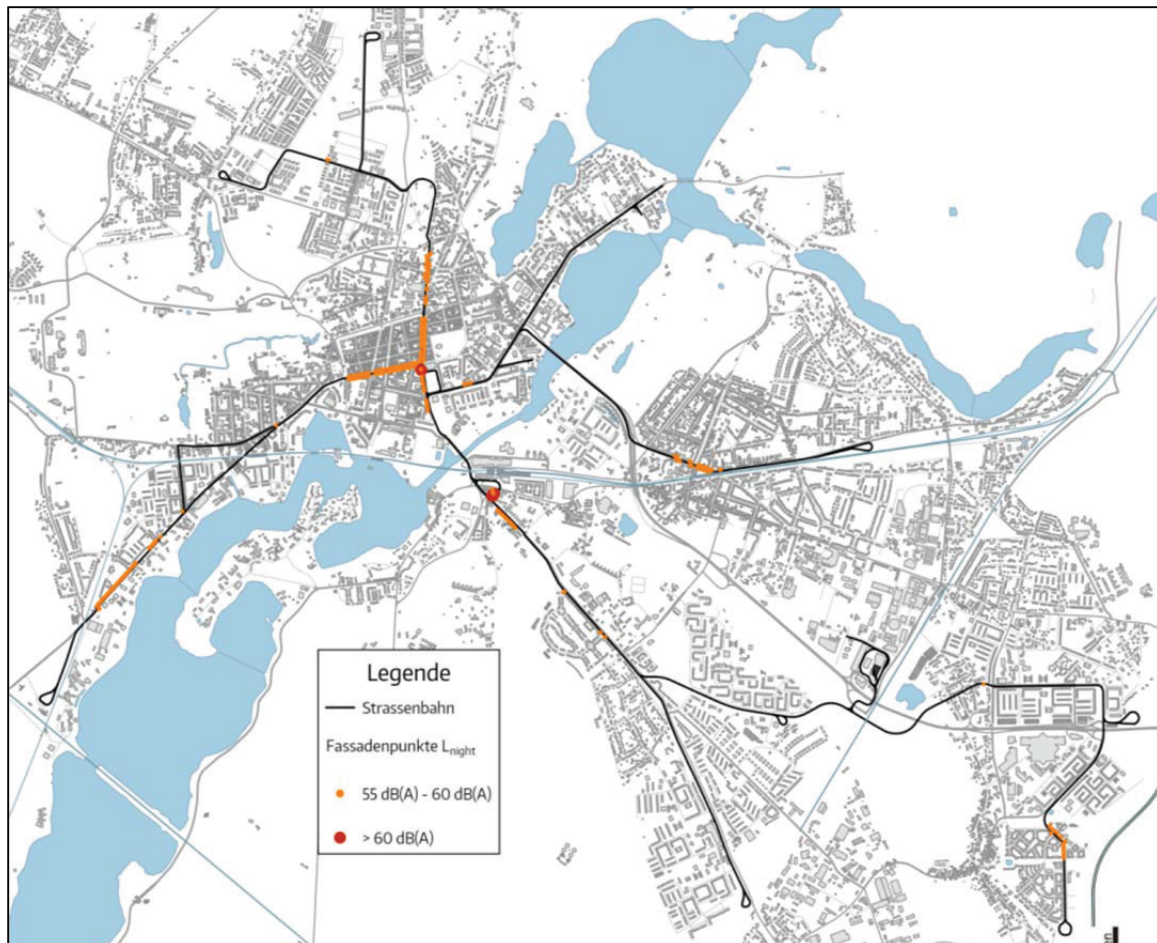 Legende
Strassenbahn
Fassadenpunkte Lnight
55 dB(A) - 60 dB(A)
> 60 dB(A)